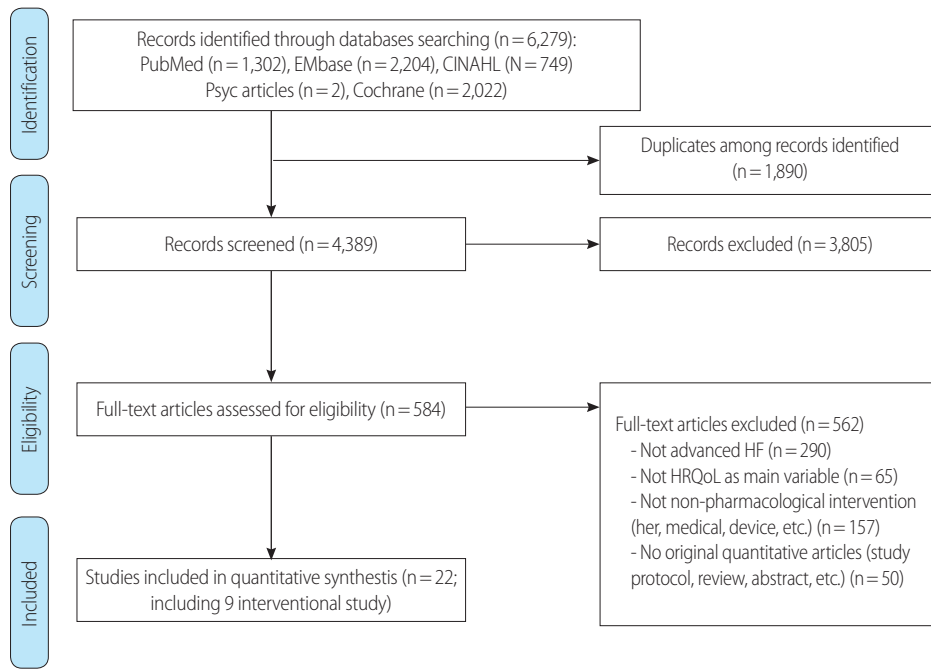 Identification
Records identified through databases searching (n = 6,279):
PubMed (n = 1,302), EMbase (n = 2,204), CINAHL (N = 749)
Psyc articles (n = 2), Cochrane (n = 2,022)
Duplicates among records identified
(n = 1,890)
Screening
Records screened (n = 4,389)
Records excluded (n = 3,805)
Eligibility
Full-text articles assessed for eligibility (n = 584)
Full-text articles excluded (n = 562)
- Not advanced HF (n = 290)
- Not HRQoL as main variable (n = 65)
- Not non-pharmacological intervention
(her, medical, device, etc.) (n = 157)
- No original quantitative articles (study
protocol, review, abstract, etc.) (n = 50)
Included
Studies included in quantitative synthestis (n = 22;
including 9 interventional study)